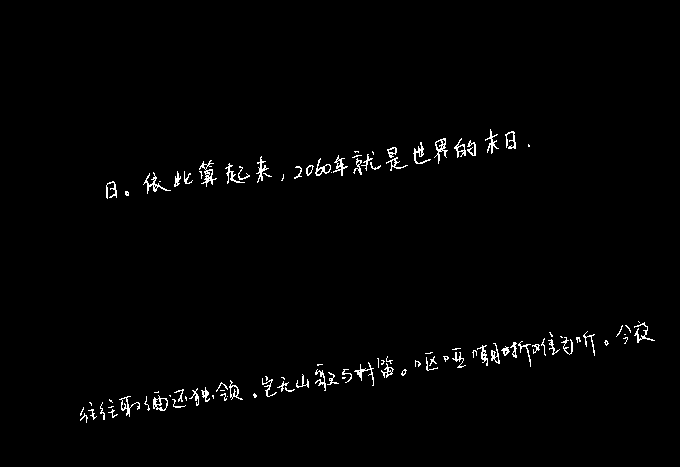 日。依此算起来,2060年就是世界的末日.
往往取酒还独倾。岂无山歌与村笛。呕哑嘲哳难为听。今夜